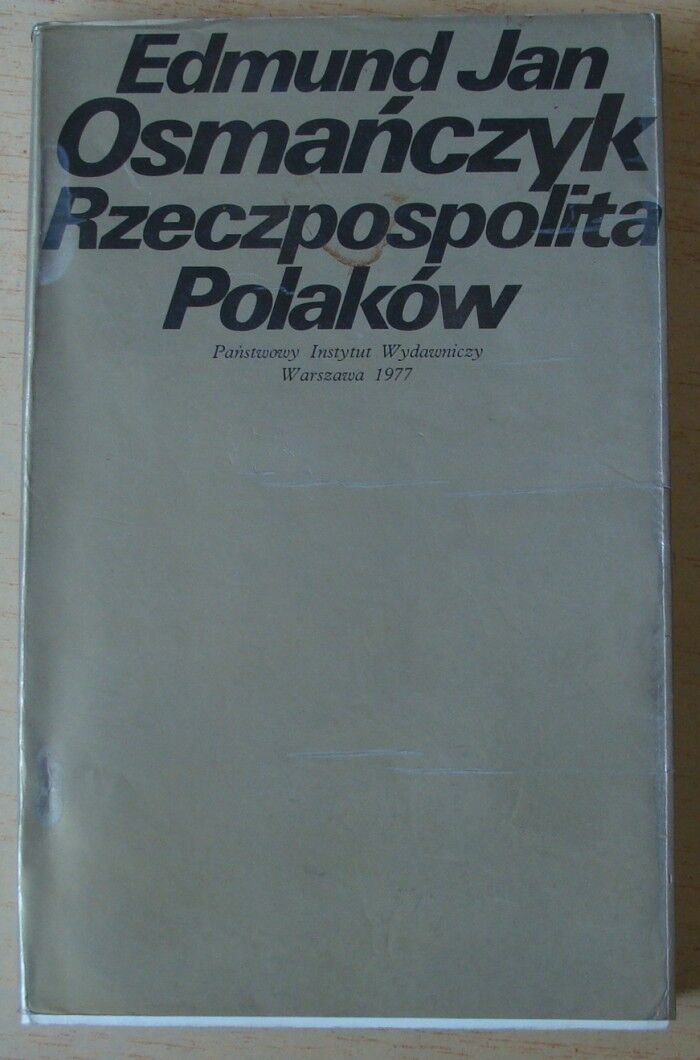 Edmund Jan
Osmańczyk
Rzeczpospolita
Polaków
Państwowy Instytut Wydawniczy
Warszawa 1977